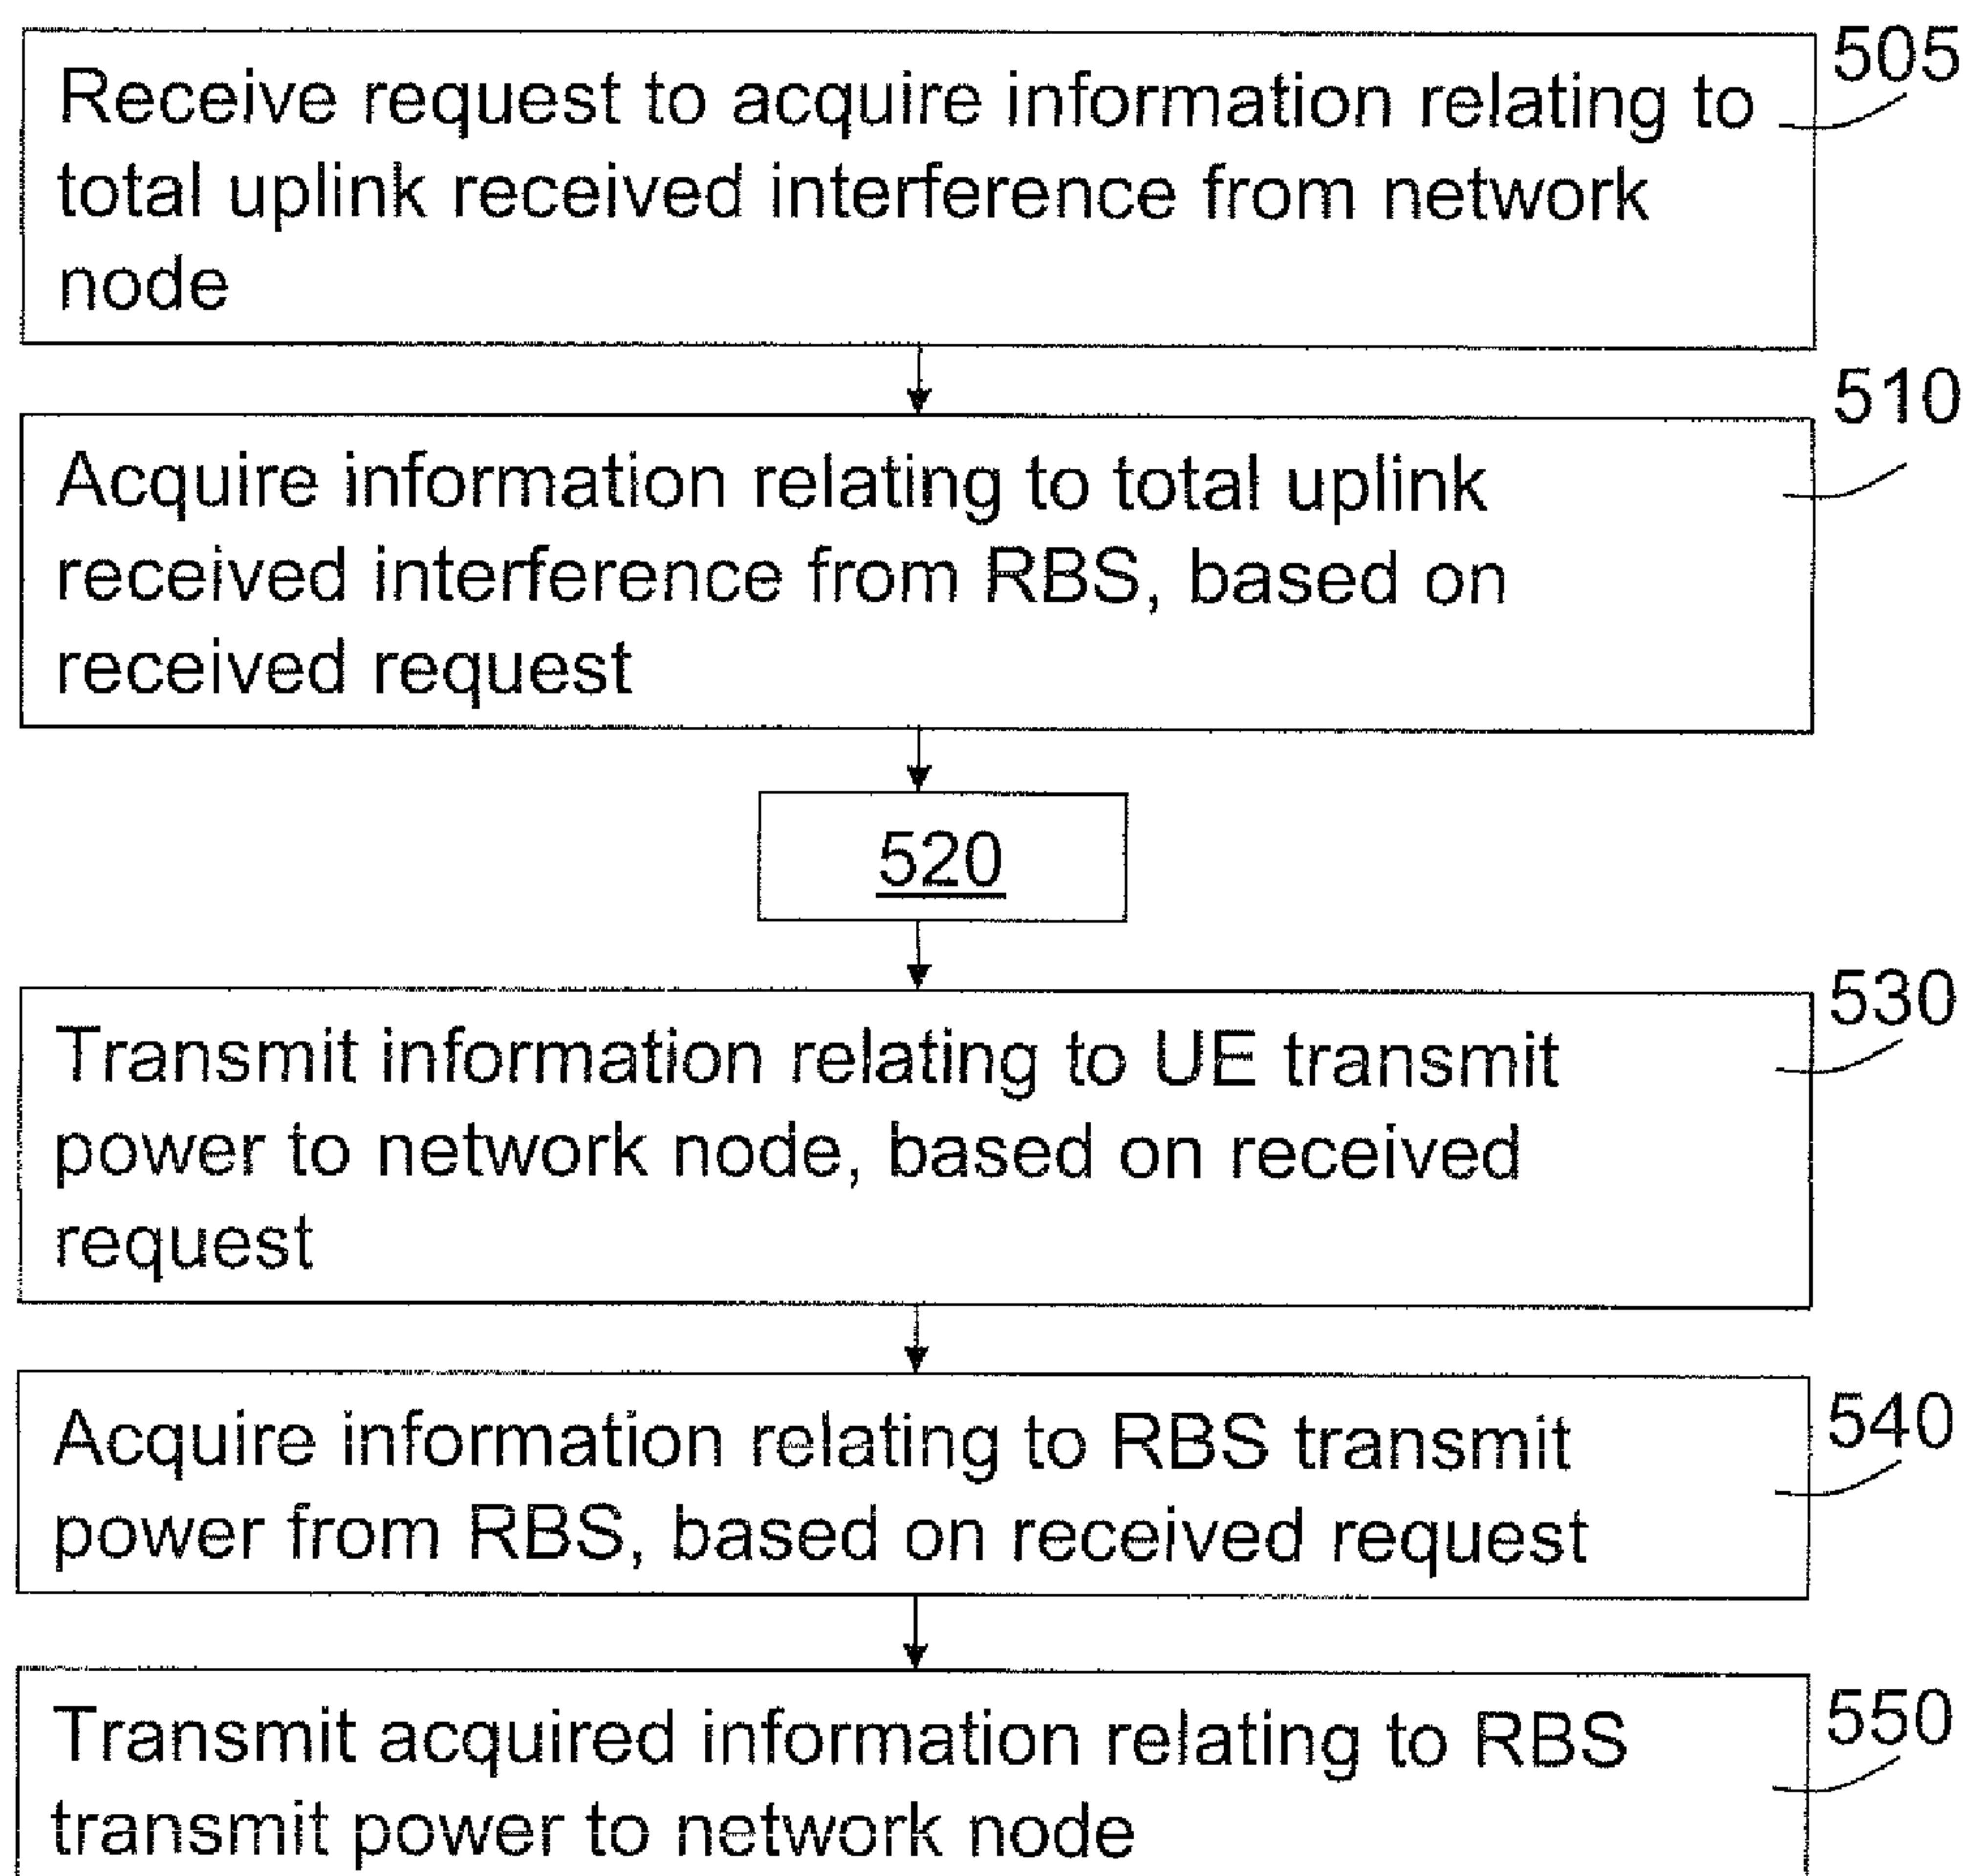 505
Receive request to acquire information relating to
total uplink received interference from network
node
510
Acquire information relating to total uplink
received interference from RBS, based on
received request
520
530
Transmit information relating to UE transmit
power to network node, based on received
request
540
Acquire information relating to RBS transmit
power from RBS, based on received request
550
Transmit acquired information relating to RBS
transmit power to network node